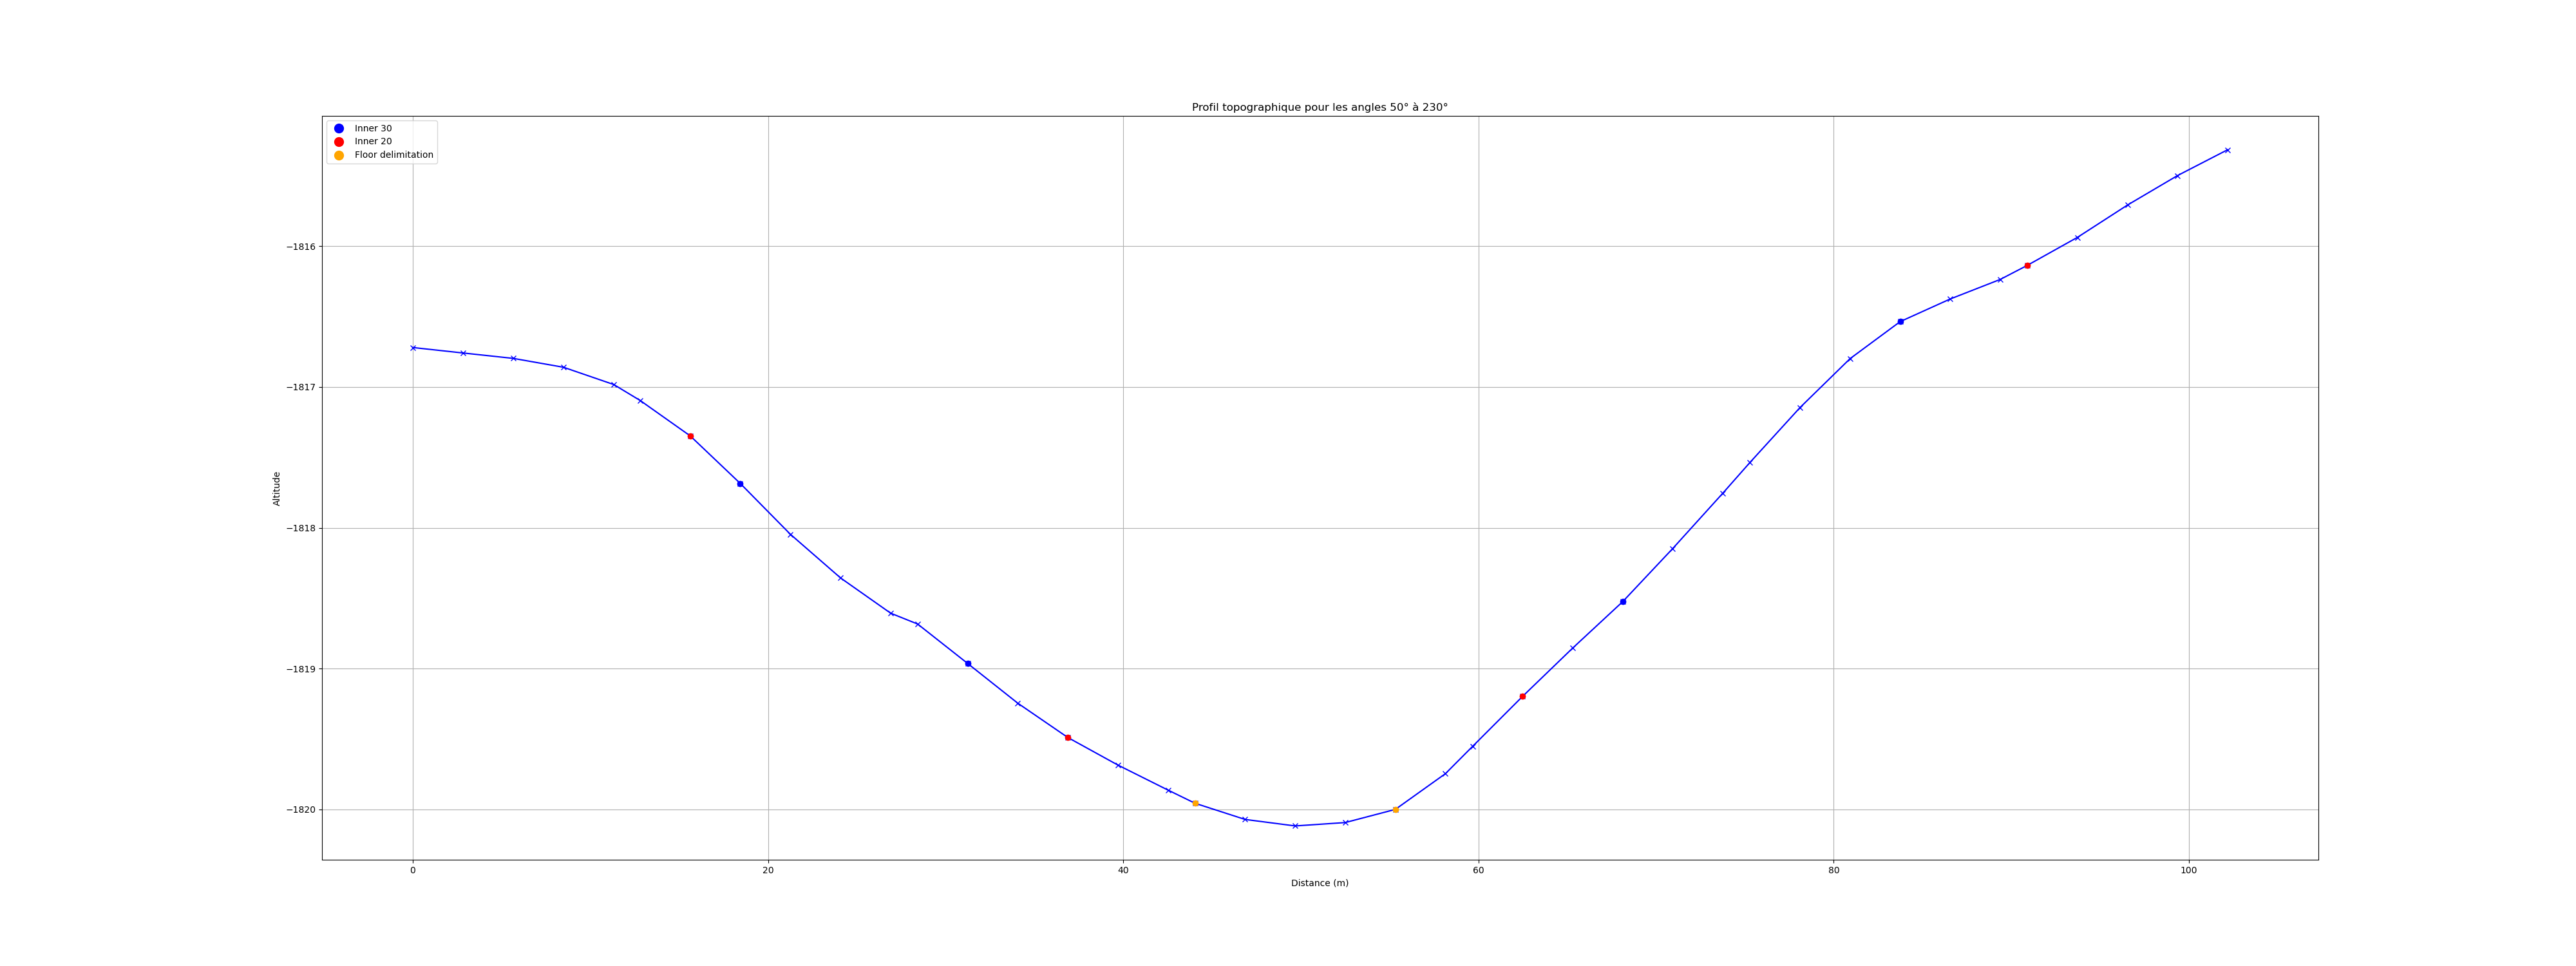 Profil topographique pour les angles 50° à 230°
Inner 30
Inner 20
Floor delimitation
Altitude
−1816
−1817
−1818
−1819
−1820
0
20
40
60
80
100
Distance (m)